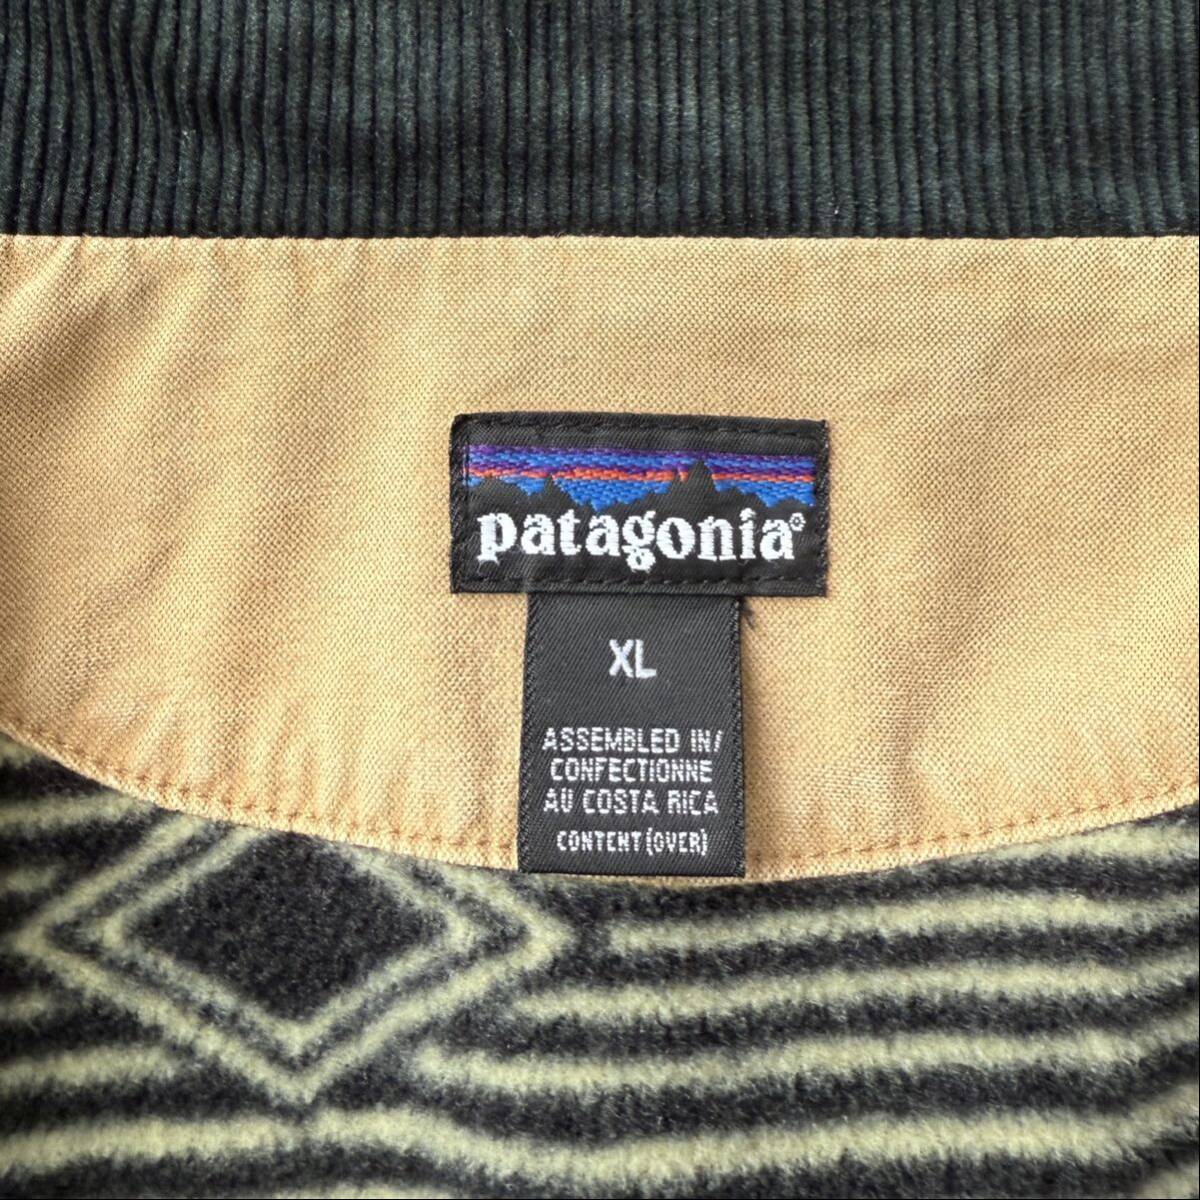 patagonia®
XL
ASSEMBLED IN/
CONFECTIONNE
AU COSTA RICA
CONTENT (OVER)